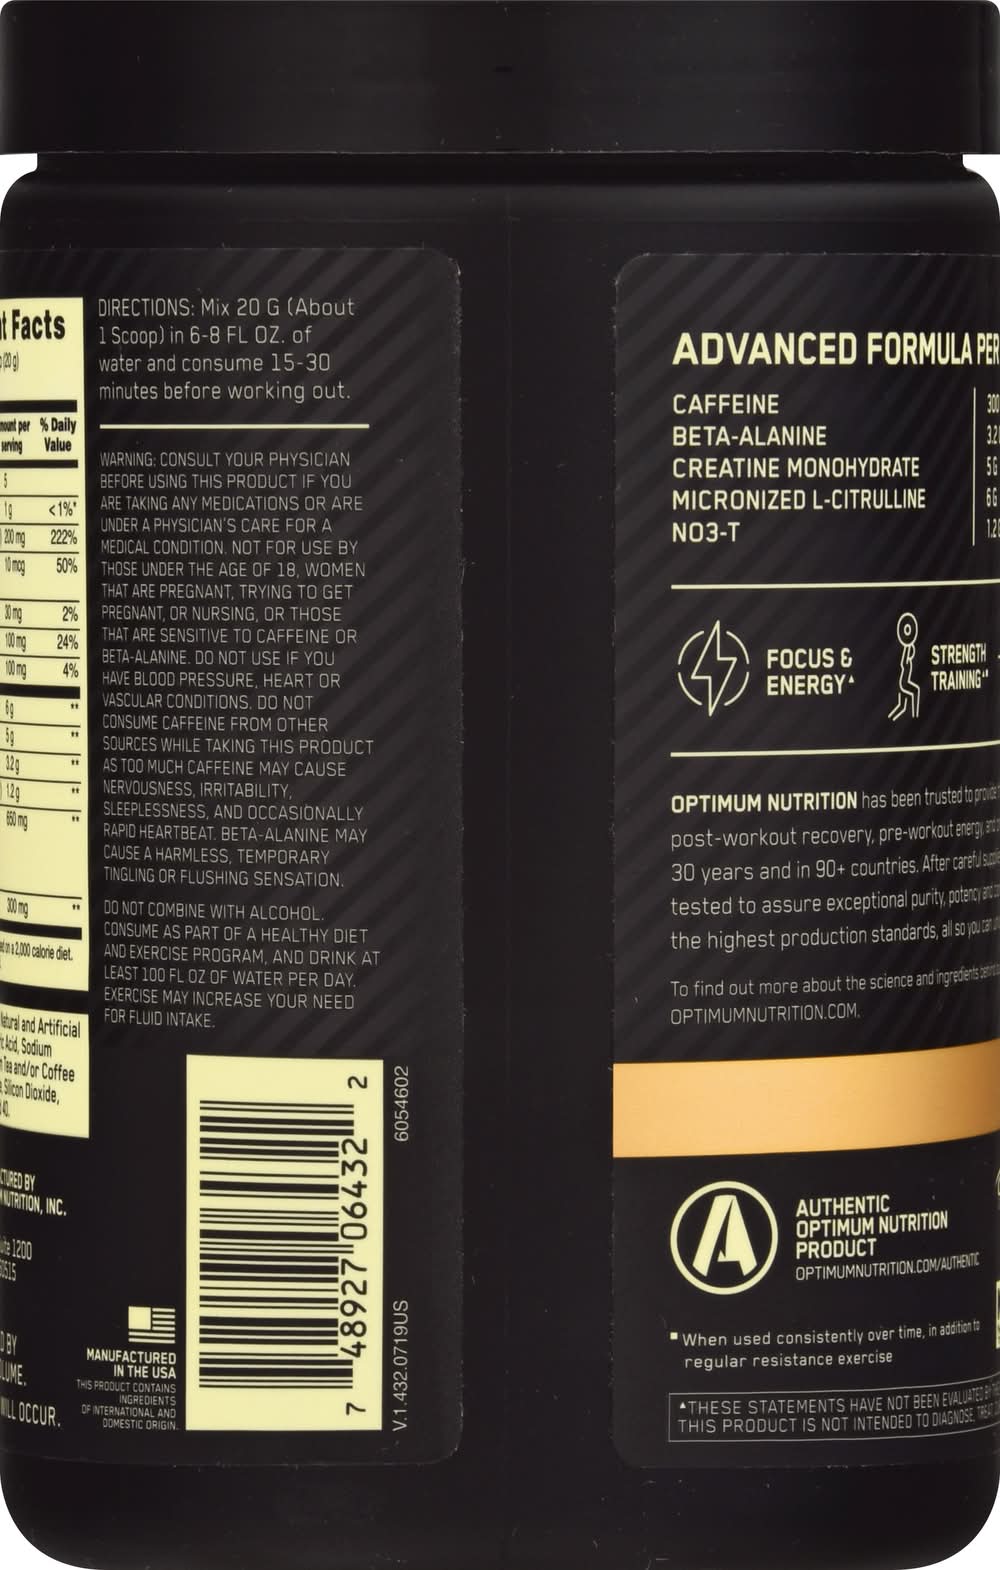 t Facts
(20 g)
mount per
serving
% Daily
Value
5
1 g <1%*
200 mg 222%
10 mcg 50%
30 mg 2%
100 mg 24%
100 mg 4%
6 g **
5 g **
3.2 g **
1.2 g **
650 mg **
300 mg **
on a 2,000 calorie diet.
Natural and Artificial
Acid, Sodium
Tea and/or Coffee
Silicon Dioxide,
40.
CTURED BY
NUTRITION, INC.
uite 1200
60515
D BY
LUME.
WILL OCCUR.
DIRECTIONS: Mix 20 G (About
1 Scoop) in 6-8 FL OZ. of
water and consume 15-30
minutes before working out.
WARNING: CONSULT YOUR PHYSICIAN
BEFORE USING THIS PRODUCT IF YOU
ARE TAKING ANY MEDICATIONS OR ARE
UNDER A PHYSICIAN'S CARE FOR A
MEDICAL CONDITION. NOT FOR USE BY
THOSE UNDER THE AGE OF 18, WOMEN
THAT ARE PREGNANT, TRYING TO GET
PREGNANT, OR NURSING, OR THOSE
THAT ARE SENSITIVE TO CAFFEINE OR
BETA-ALANINE. DO NOT USE IF YOU
HAVE BLOOD PRESSURE, HEART OR
VASCULAR CONDITIONS. DO NOT
CONSUME CAFFEINE FROM OTHER
SOURCES WHILE TAKING THIS PRODUCT
AS TOO MUCH CAFFEINE MAY CAUSE
NERVOUSNESS, IRRITABILITY,
SLEEPLESSNESS, AND OCCASIONALLY
RAPID HEARTBEAT. BETA-ALANINE MAY
CAUSE A HARMLESS, TEMPORARY
TINGLING OR FLUSHING SENSATION.
DO NOT COMBINE WITH ALCOHOL.
CONSUME AS PART OF A HEALTHY DIET
AND EXERCISE PROGRAM, AND DRINK AT
LEAST 100 FL OZ OF WATER PER DAY.
EXERCISE MAY INCREASE YOUR NEED
FOR FLUID INTAKE.
7 48927 06432 2
6054602
V.1.432.0719US
MANUFACTURED
IN THE USA
THIS PRODUCT CONTAINS
INGREDIENTS
OF INTERNATIONAL AND
DOMESTIC ORIGIN.
ADVANCED FORMULA PER
CAFFEINE 300
BETA-ALANINE 3.2
CREATINE MONOHYDRATE 5 G
MICRONIZED L-CITRULLINE 6 G
NO3-T 1.2
FOCUS &
ENERGY▲
STRENGTH
TRAINING▲■
OPTIMUM NUTRITION has been trusted to provide
post-workout recovery, pre-workout energy, and
30 years and in 90+ countries. After careful
tested to assure exceptional purity, potency and
the highest production standards, all so you can
To find out more about the science and ingredients behind
OPTIMUMNUTRITION.COM.
AUTHENTIC
OPTIMUM NUTRITION
PRODUCT
OPTIMUMNUTRITION.COM/AUTHENTIC
■ When used consistently over time, in addition to
regular resistance exercise
▲THESE STATEMENTS HAVE NOT BEEN EVALUATED BY
THIS PRODUCT IS NOT INTENDED TO DIAGNOSE, TREAT,